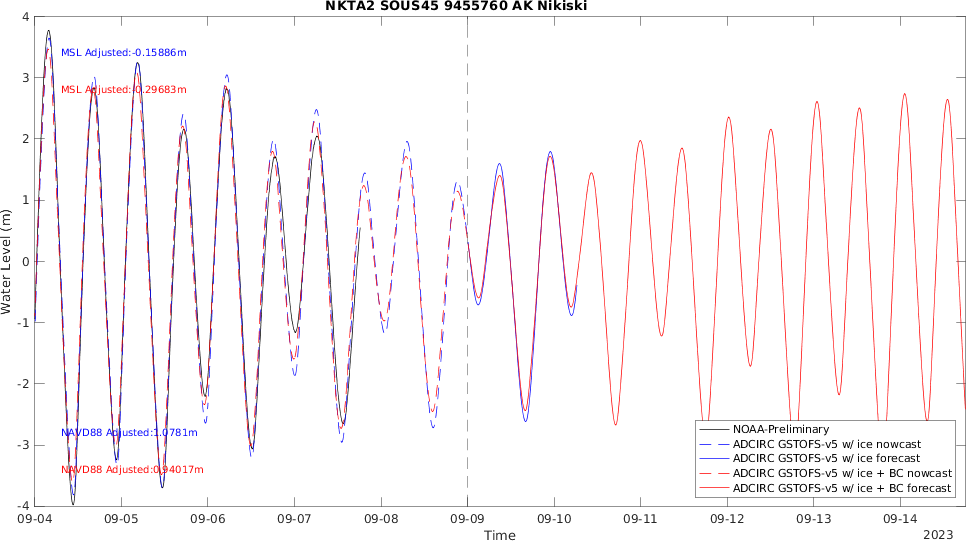 NKTA2 SOUS45 9455760 AK Nikiski
MSL Adjusted:-0.15886m
MSL Adjusted:-0.29683m
NAVD88 Adjusted:1.0781m
NAVD88 Adjusted:0.94017m
Water Level (m)
4
3
2
1
0
-1
-2
-3
-4
NOAA-Preliminary
ADCIRC GSTOFS-v5 w/ ice nowcast
ADCIRC GSTOFS-v5 w/ ice forecast
ADCIRC GSTOFS-v5 w/ ice + BC nowcast
ADCIRC GSTOFS-v5 w/ ice + BC forecast
09-04 09-05 09-06 09-07 09-08 09-09 09-10 09-11 09-12 09-13 09-14
Time
2023